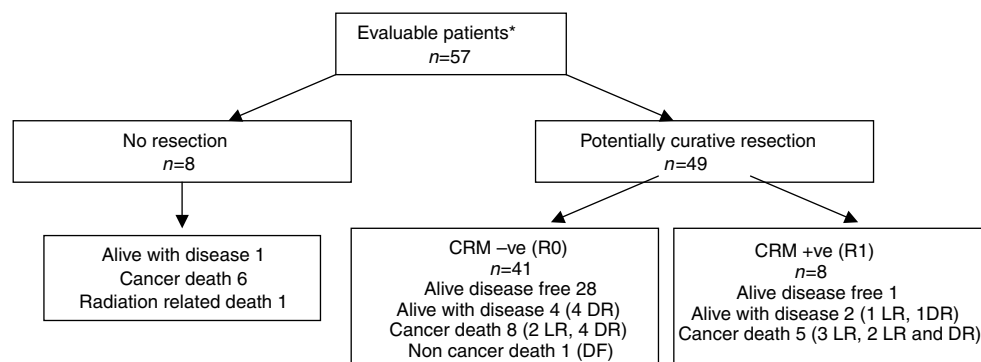 Evaluable patients*
n=57
No resection
n=8
Potentially curative resection
n=49
Alive with disease 1
Cancer death 6
Radiation related death 1
CRM –ve (R0)
n=41
Alive disease free 28
Alive with disease 4 (4 DR)
Cancer death 8 (2 LR, 4 DR)
Non cancer death 1 (DF)
CRM +ve (R1)
n=8
Alive disease free 1
Alive with disease 2 (1 LR, 1DR)
Cancer death 5 (3 LR, 2 LR and DR)